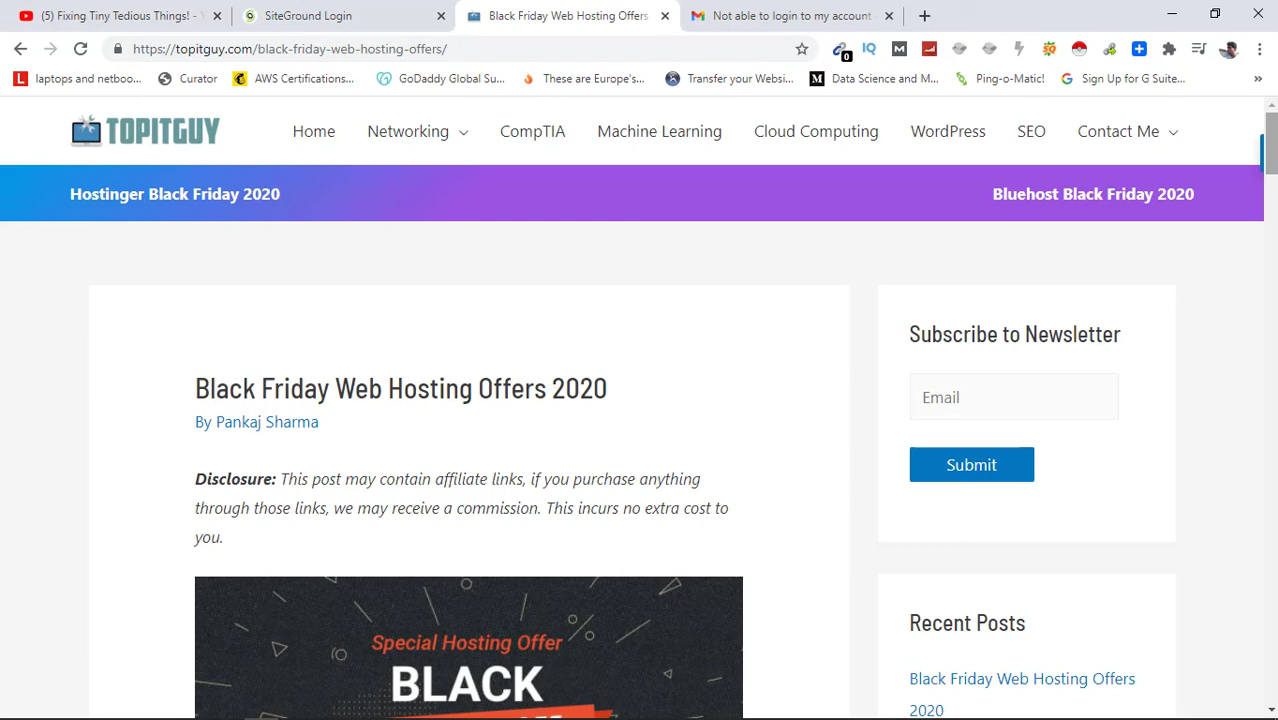 (5) Fixing Tiny Tedious Things! - Y
SiteGround Login
Black Friday Web Hosting Offers
Not able to login to my account -
https://topitguy.com/black-friday-web-hosting-offers/
0
IQ
laptops and netboo...
Curator
AWS Certifications...
GoDaddy Global Su...
These are Europe's...
Transfer your Websi...
Data Science and M...
Ping-o-Matic!
Sign Up for G Suite...
TOPITGUY
Home
Networking
CompTIA
Machine Learning
Cloud Computing
WordPress
SEO
Contact Me
Hostinger Black Friday 2020
Bluehost Black Friday 2020
Black Friday Web Hosting Offers 2020
By Pankaj Sharma
Disclosure: This post may contain affiliate links, if you purchase anything
through those links, we may receive a commission. This incurs no extra cost to
you.
Special Hosting Offer
BLACK
Subscribe to Newsletter
Email
Submit
Recent Posts
Black Friday Web Hosting Offers
2020